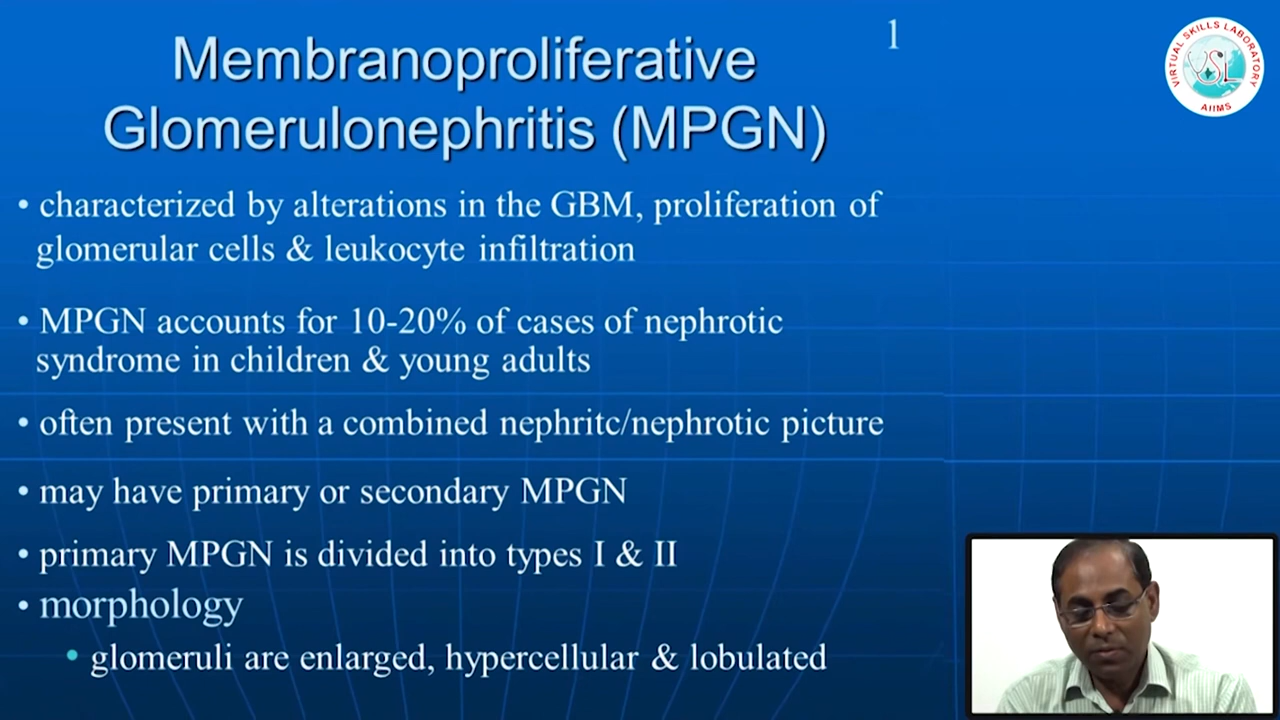 1
Membranoproliferative
Glomerulonephritis (MPGN)
VIRTUAL SKILLS LABORATORY
VSL
AIIMS
• characterized by alterations in the GBM, proliferation of
glomerular cells & leukocyte infiltration
• MPGN accounts for 10-20% of cases of nephrotic
syndrome in children & young adults
• often present with a combined nephritc/nephrotic picture
• may have primary or secondary MPGN
• primary MPGN is divided into types I & II
• morphology
• glomeruli are enlarged, hypercellular & lobulated